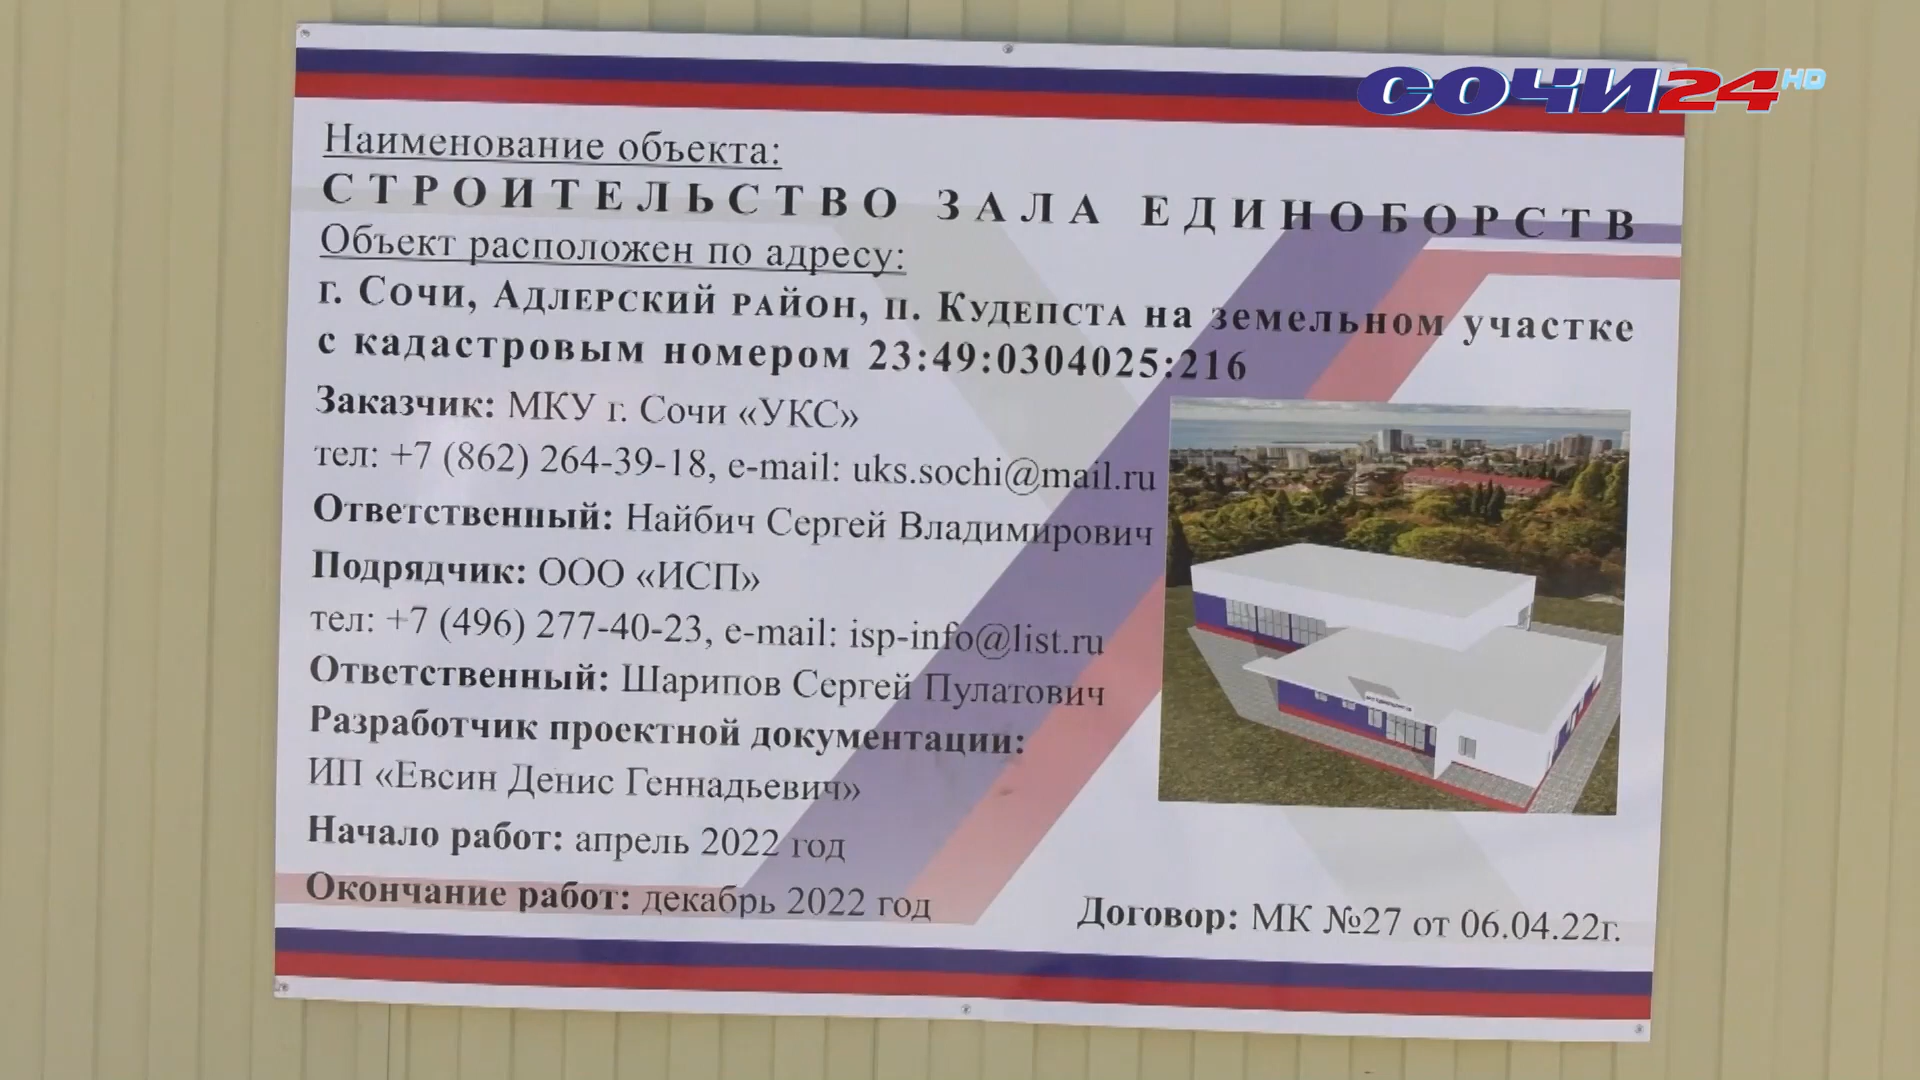 СОЧИ24HD
Наименование объекта:
СТРОИТЕЛЬСТВО ЗАЛА ЕДИНОБОРСТВ
Объект расположен по адресу:
г. Сочи, Адлерский район, п. Кудепста на земельном участке
с кадастровым номером 23:49:0304025:216
Заказчик: МКУ г. Сочи «УКС»
тел: +7 (862) 264-39-18, e-mail: uks.sochi@mail.ru
Ответственный: Найбич Сергей Владимирович
Подрядчик: ООО «ИСП»
тел: +7 (496) 277-40-23, e-mail: isp-info@list.ru
Ответственный: Шарипов Сергей Пулатович
Разработчик проектной документации:
ИП «Евсин Денис Геннадьевич»
Начало работ: апрель 2022 год
Окончание работ: декабрь 2022 год
Договор: МК №27 от 06.04.22г.